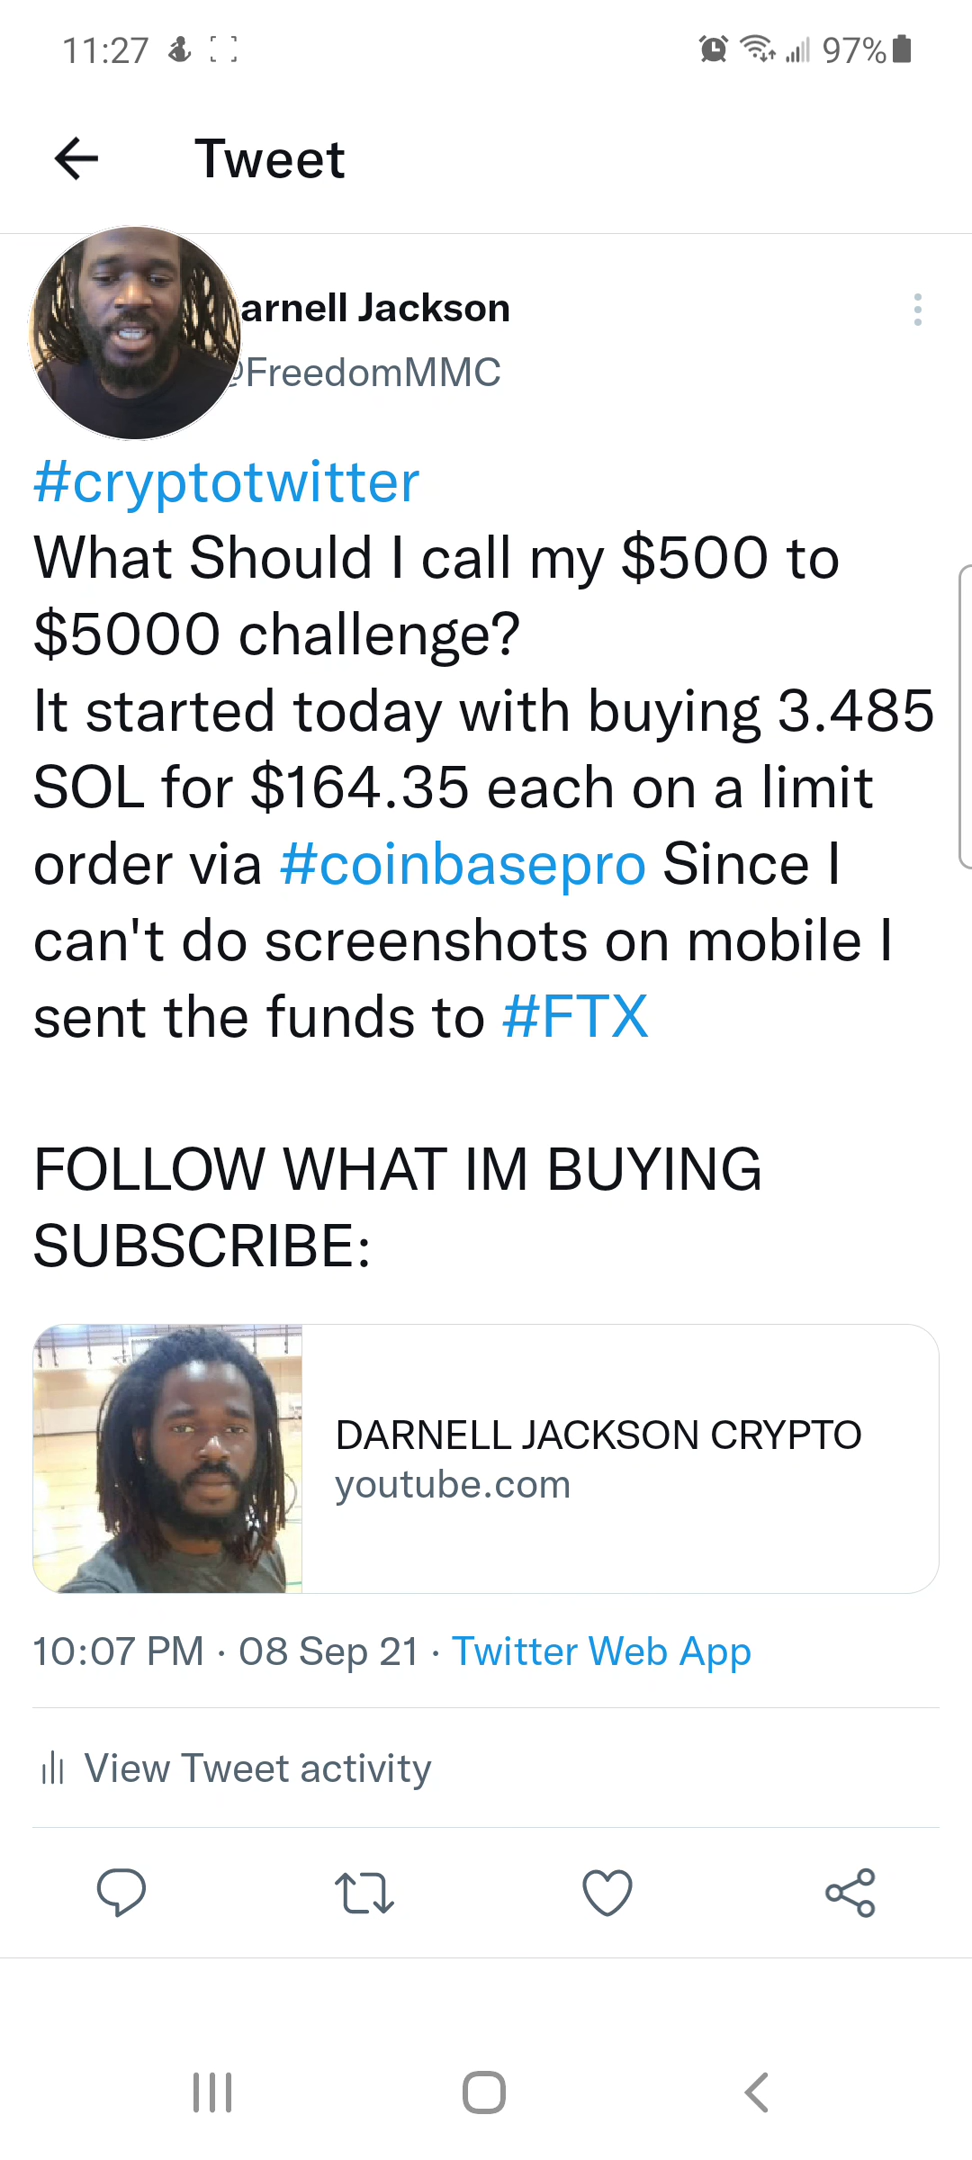 11:27
97%
Tweet
arnell Jackson
@FreedomMMC
#cryptotwitter
What Should I call my $500 to
$5000 challenge?
It started today with buying 3.485
SOL for $164.35 each on a limit
order via #coinbasepro Since I
can't do screenshots on mobile I
sent the funds to #FTX
FOLLOW WHAT IM BUYING
SUBSCRIBE:
DARNELL JACKSON CRYPTO
youtube.com
10:07 PM · 08 Sep 21 · Twitter Web App
View Tweet activity